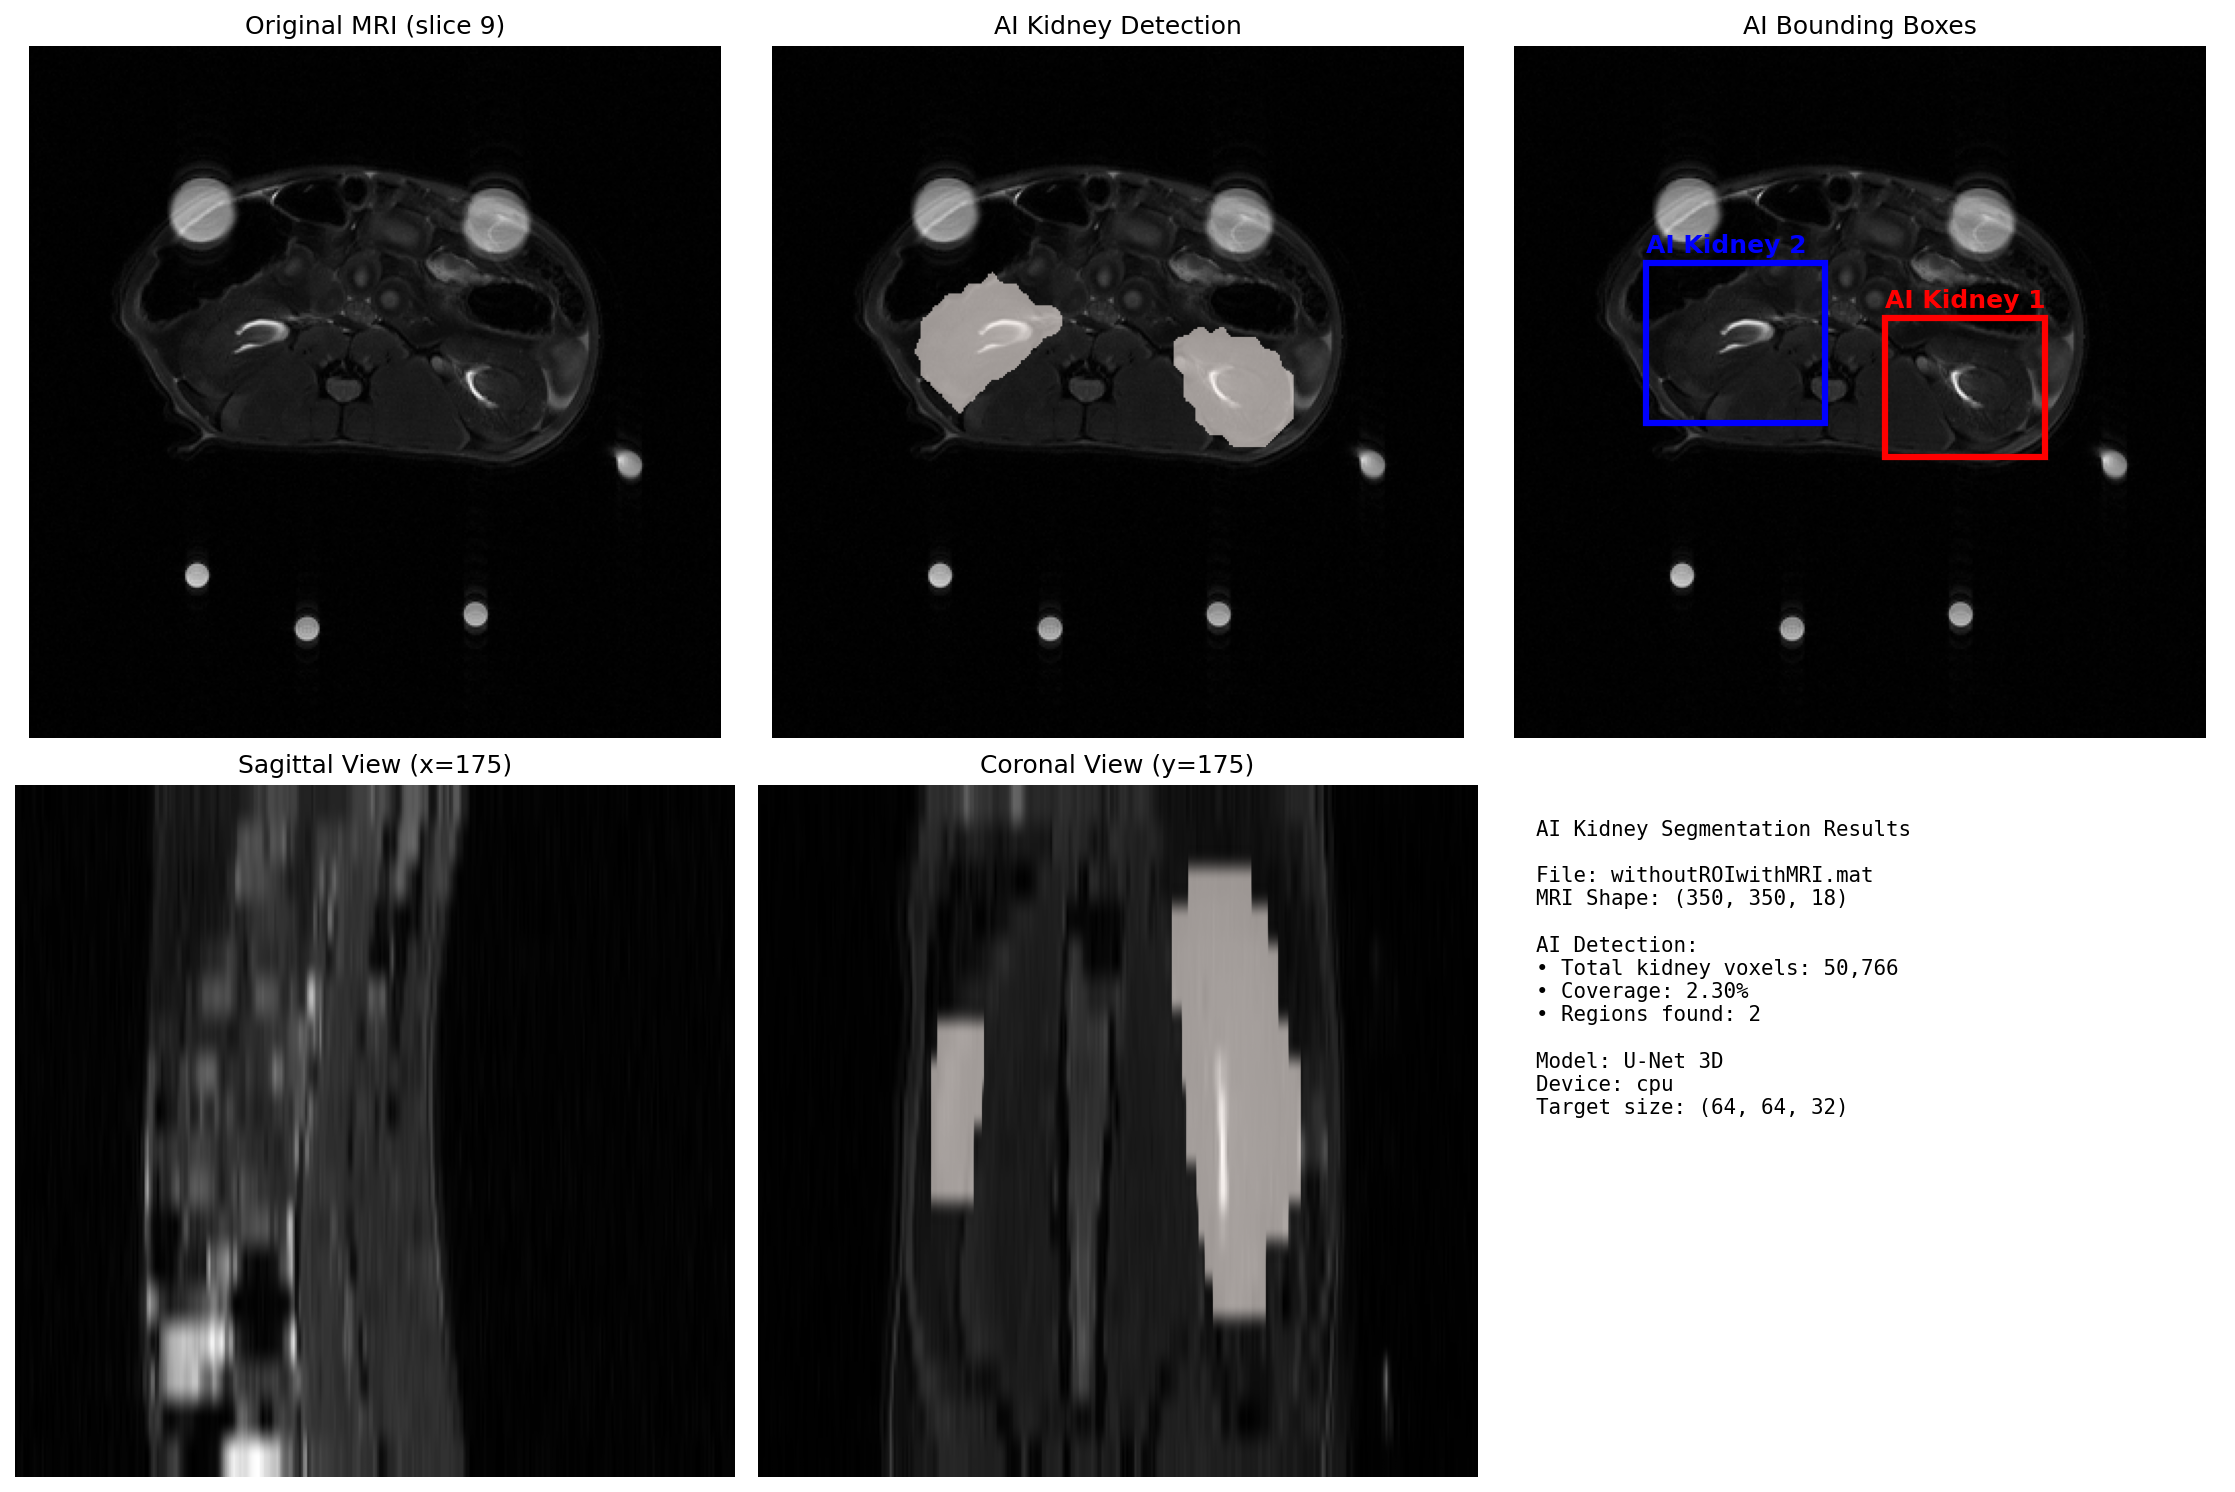 Original MRI (slice 9)
AI Kidney Detection
AI Bounding Boxes
AI Kidney 2
AI Kidney 1
Sagittal View (x=175)
Coronal View (y=175)
AI Kidney Segmentation Results
File: withoutROIwithMRI.mat
MRI Shape: (350, 350, 18)
AI Detection:
• Total kidney voxels: 50,766
• Coverage: 2.30%
• Regions found: 2
Model: U-Net 3D
Device: cpu
Target size: (64, 64, 32)